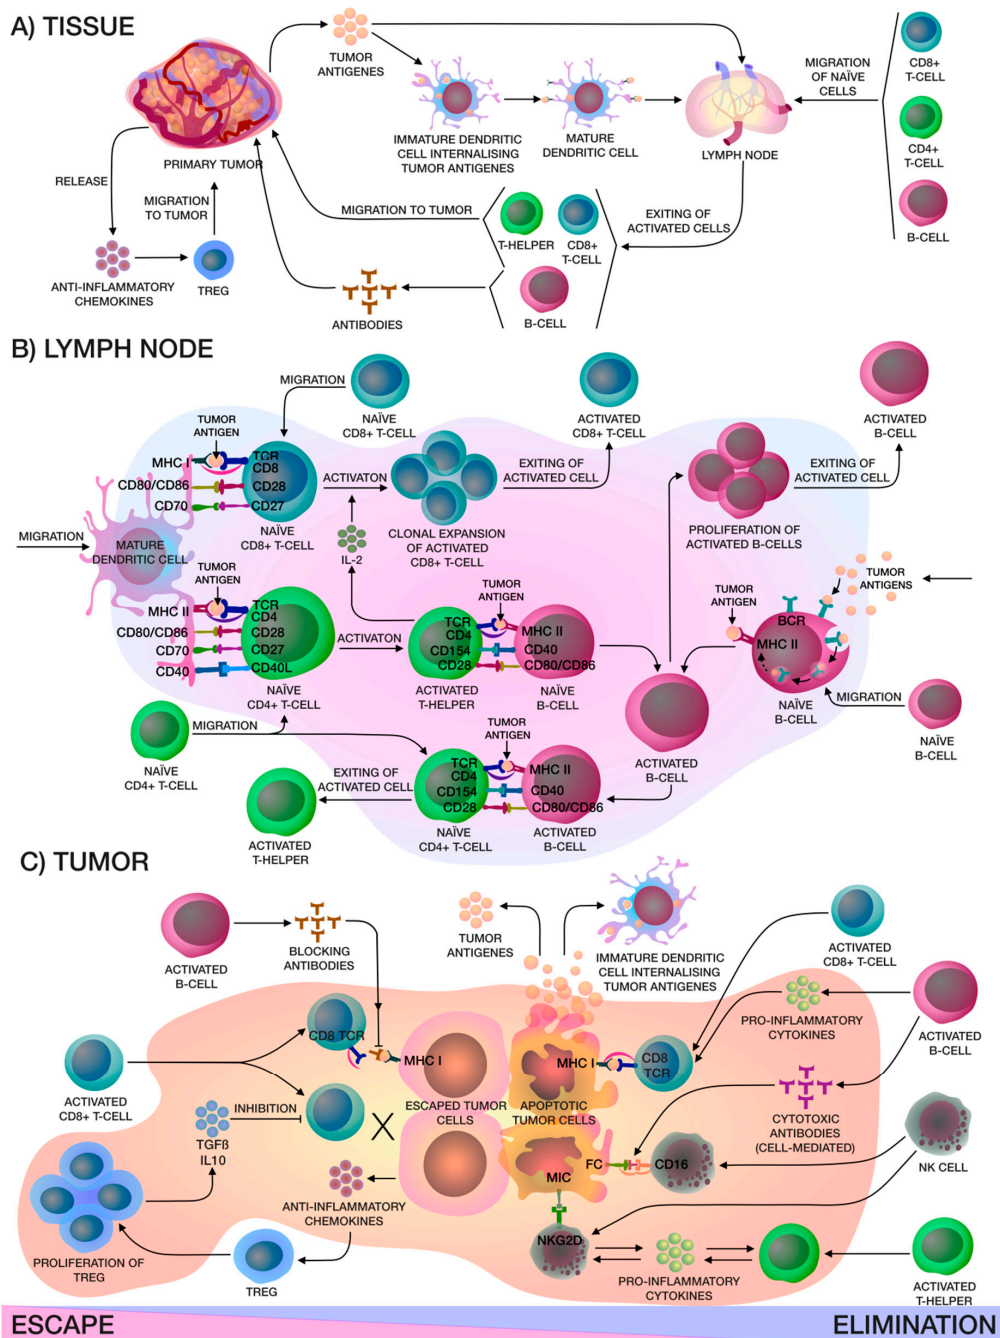 A) TISSUE
TUMOR
ANTIGENES
IMMATURE DENDRITIC
CELL INTERNALISING
TUMOR ANTIGENES
MATURE
DENDRITIC CELL
LYMPH NODE
MIGRATION
OF NAÏVE
CELLS
CD8+
T-CELL
CD4+
T-CELL
B-CELL
PRIMARY TUMOR
RELEASE
MIGRATION
TO TUMOR
ANTI-INFLAMMATORY
CHEMOKINES
TREG
MIGRATION TO TUMOR
T-HELPER
CD8+
T-CELL
B-CELL
EXITING OF
ACTIVATED CELLS
ANTIBODIES
B) LYMPH NODE
MIGRATION
NAÏVE
CD8+ T-CELL
ACTIVATED
CD8+ T-CELL
ACTIVATED
B-CELL
TUMOR
ANTIGEN
MHC I
TCR
CD8
CD80/CD86
CD28
CD70
CD27
NAÏVE
CD8+ T-CELL
ACTIVATON
CLONAL EXPANSION
OF ACTIVATED
CD8+ T-CELL
EXITING OF
ACTIVATED CELL
PROLIFERATION OF
ACTIVATED B-CELLS
EXITING OF
ACTIVATED CELL
MIGRATION
MATURE
DENDRITIC CELL
IL-2
TUMOR
ANTIGEN
MHC II
TCR
CD4
CD80/CD86
CD28
CD70
CD27
CD40
CD40L
NAÏVE
CD4+ T-CELL
ACTIVATON
TUMOR
ANTIGEN
TCR
CD4
MHC II
CD154
CD40
CD28
CD80/CD86
ACTIVATED
T-HELPER
NAÏVE
B-CELL
TUMOR
ANTIGENS
TUMOR
ANTIGEN
BCR
MHC II
NAÏVE
B-CELL
MIGRATION
NAÏVE
B-CELL
MIGRATION
NAÏVE
CD4+ T-CELL
ACTIVATED
B-CELL
EXITING OF
ACTIVATED CELL
ACTIVATED
T-HELPER
TUMOR
ANTIGEN
TCR
CD4
MHC II
CD154
CD40
CD28
CD80/CD86
NAÏVE
CD4+ T-CELL
ACTIVATED
B-CELL
C) TUMOR
ACTIVATED
B-CELL
BLOCKING
ANTIBODIES
TUMOR
ANTIGENES
IMMATURE DENDRITIC
CELL INTERNALISING
TUMOR ANTIGENES
ACTIVATED
CD8+ T-CELL
PRO-INFLAMMATORY
CYTOKINES
ACTIVATED
B-CELL
CD8 TCR
MHC I
MHC I
CD8
TCR
ACTIVATED
CD8+ T-CELL
INHIBITION
TGFß
IL10
X
ESCAPED TUMOR
CELLS
APOPTOTIC
TUMOR CELLS
CYTOTOXIC
ANTIBODIES
(CELL-MEDIATED)
NK CELL
FC
CD16
MIC
NKG2D
ANTI-INFLAMMATORY
CHEMOKINES
PROLIFERATION OF
TREG
TREG
PRO-INFLAMMATORY
CYTOKINES
ACTIVATED
T-HELPER
ESCAPE
ELIMINATION